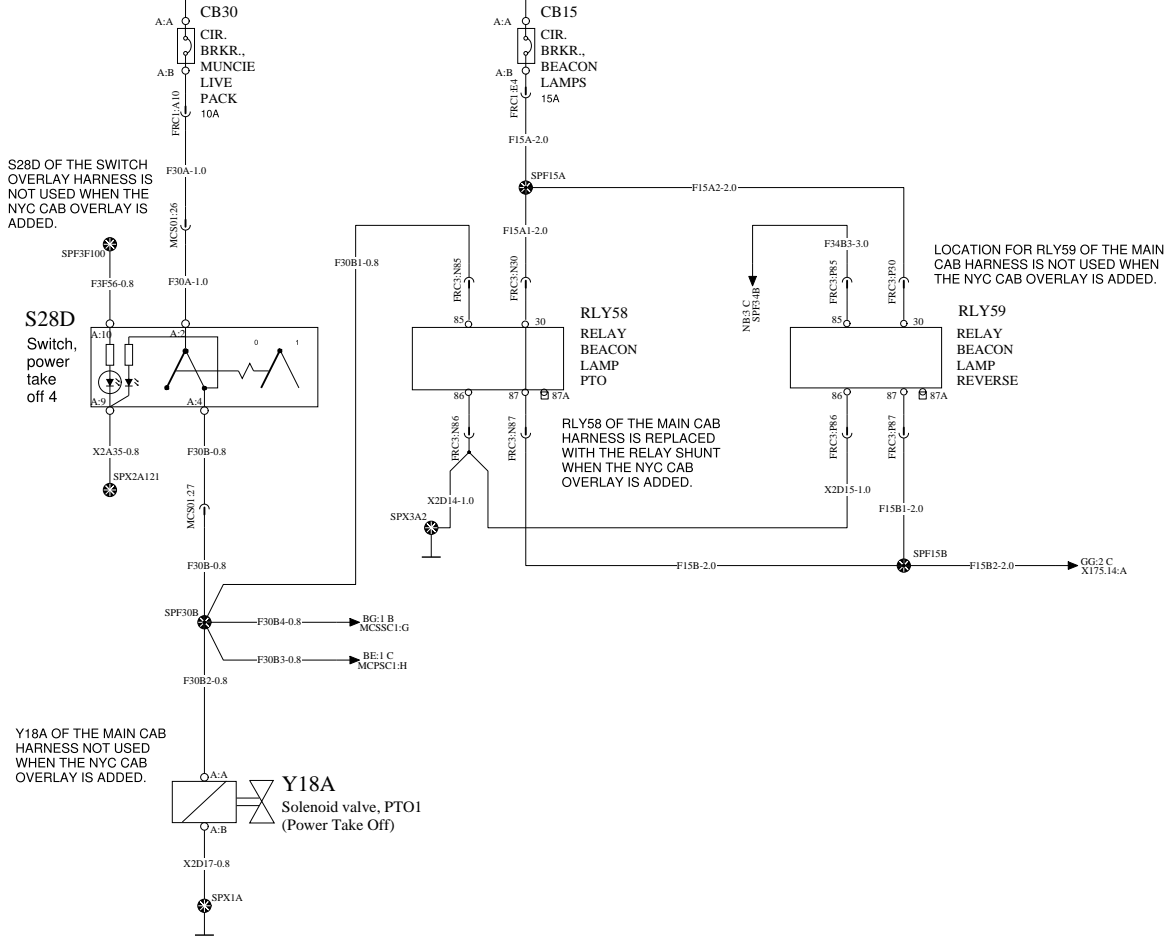 CB30
A:A
CIR.
BRKR.,
MUNCIE
LIVE
PACK
10A
A:B
FRC1:A10
F30A-1.0
MCS01:26
F30A-1.0
CB15
A:A
CIR.
BRKR.,
BEACON
LAMPS
15A
A:B
FRC1:E4
F15A-2.0
SPF15A
F15A2-2.0
F15A1-2.0
S28D OF THE SWITCH
OVERLAY HARNESS IS
NOT USED WHEN THE
NYC CAB OVERLAY IS
ADDED.
SPF3F100
F3F56-0.8
S28D
Switch,
power
take
off 4
A:10
A:2
0
1
A:9
A:4
X2A35-0.8
SPX2A121
F30B-0.8
MCS01:27
F30B-0.8
F30B1-0.8
FRC3:N85
FRC3:N30
85
30
RLY58
RELAY
BEACON
LAMP
PTO
86
87
87A
FRC3:N86
FRC3:N87
RLY58 OF THE MAIN CAB
HARNESS IS REPLACED
WITH THE RELAY SHUNT
WHEN THE NYC CAB
OVERLAY IS ADDED.
X2D14-1.0
SPX3A2
F34B3-3.0
NB:3 C
SPF34B
FRC3:P85
FRC3:P30
LOCATION FOR RLY59 OF THE MAIN
CAB HARNESS IS NOT USED WHEN
THE NYC CAB OVERLAY IS ADDED.
85
30
RLY59
RELAY
BEACON
LAMP
REVERSE
86
87
87A
FRC3:P86
FRC3:P87
X2D15-1.0
F15B1-2.0
F15B-2.0
SPF15B
F15B2-2.0
GG:2 C
X175.14:A
SPF30B
F30B4-0.8
BG:1 B
MCSSC1:G
F30B3-0.8
BE:1 C
MCPSC1:H
F30B2-0.8
Y18A OF THE MAIN CAB
HARNESS NOT USED
WHEN THE NYC CAB
OVERLAY IS ADDED.
A:A
Y18A
Solenoid valve, PTO1
(Power Take Off)
A:B
X2D17-0.8
SPX1A